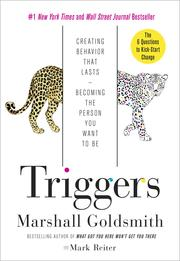 #1 New York Times and Wall Street Journal Bestseller
CREATING
BEHAVIOR
THAT
LASTS
–
BECOMING
THE
PERSON
YOU
WANT TO
BE
The
6 Questions
to Kick-Start
Change
Triggers
Marshall Goldsmith
BESTSELLING AUTHOR OF WHAT GOT YOU HERE WON'T GET YOU THERE
AND Mark Reiter